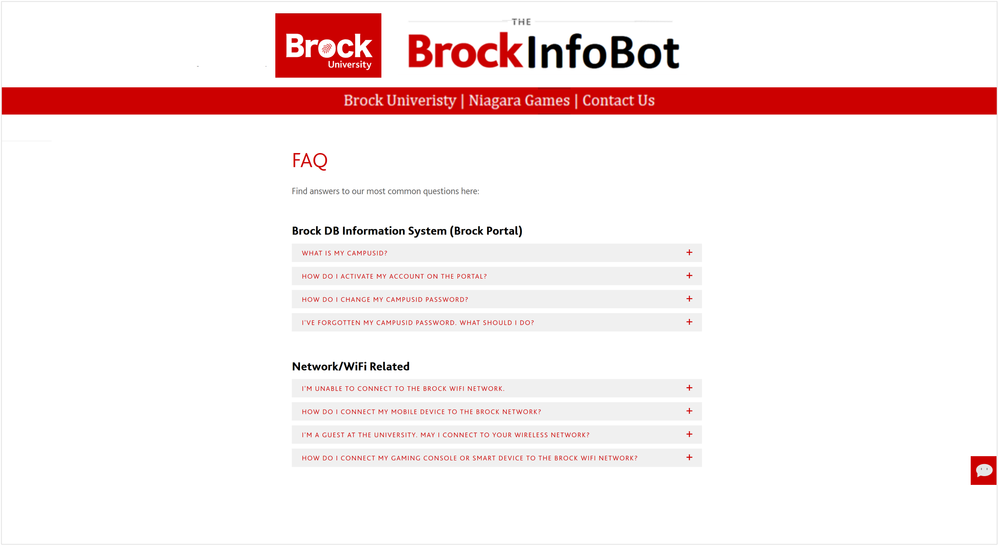 Brock
University
THE
BrockInfoBot
Brock Univeristy | Niagara Games | Contact Us
FAQ
Find answers to our most common questions here:
Brock DB Information System (Brock Portal)
WHAT IS MY CAMPUSID? +
HOW DO I ACTIVATE MY ACCOUNT ON THE PORTAL? +
HOW DO I CHANGE MY CAMPUSID PASSWORD? +
I'VE FORGOTTEN MY CAMPUSID PASSWORD. WHAT SHOULD I DO? +
Network/WiFi Related
I'M UNABLE TO CONNECT TO THE BROCK WIFI NETWORK. +
HOW DO I CONNECT MY MOBILE DEVICE TO THE BROCK NETWORK? +
I'M A GUEST AT THE UNIVERSITY. MAY I CONNECT TO YOUR WIRELESS NETWORK? +
HOW DO I CONNECT MY GAMING CONSOLE OR SMART DEVICE TO THE BROCK WIFI NETWORK? +